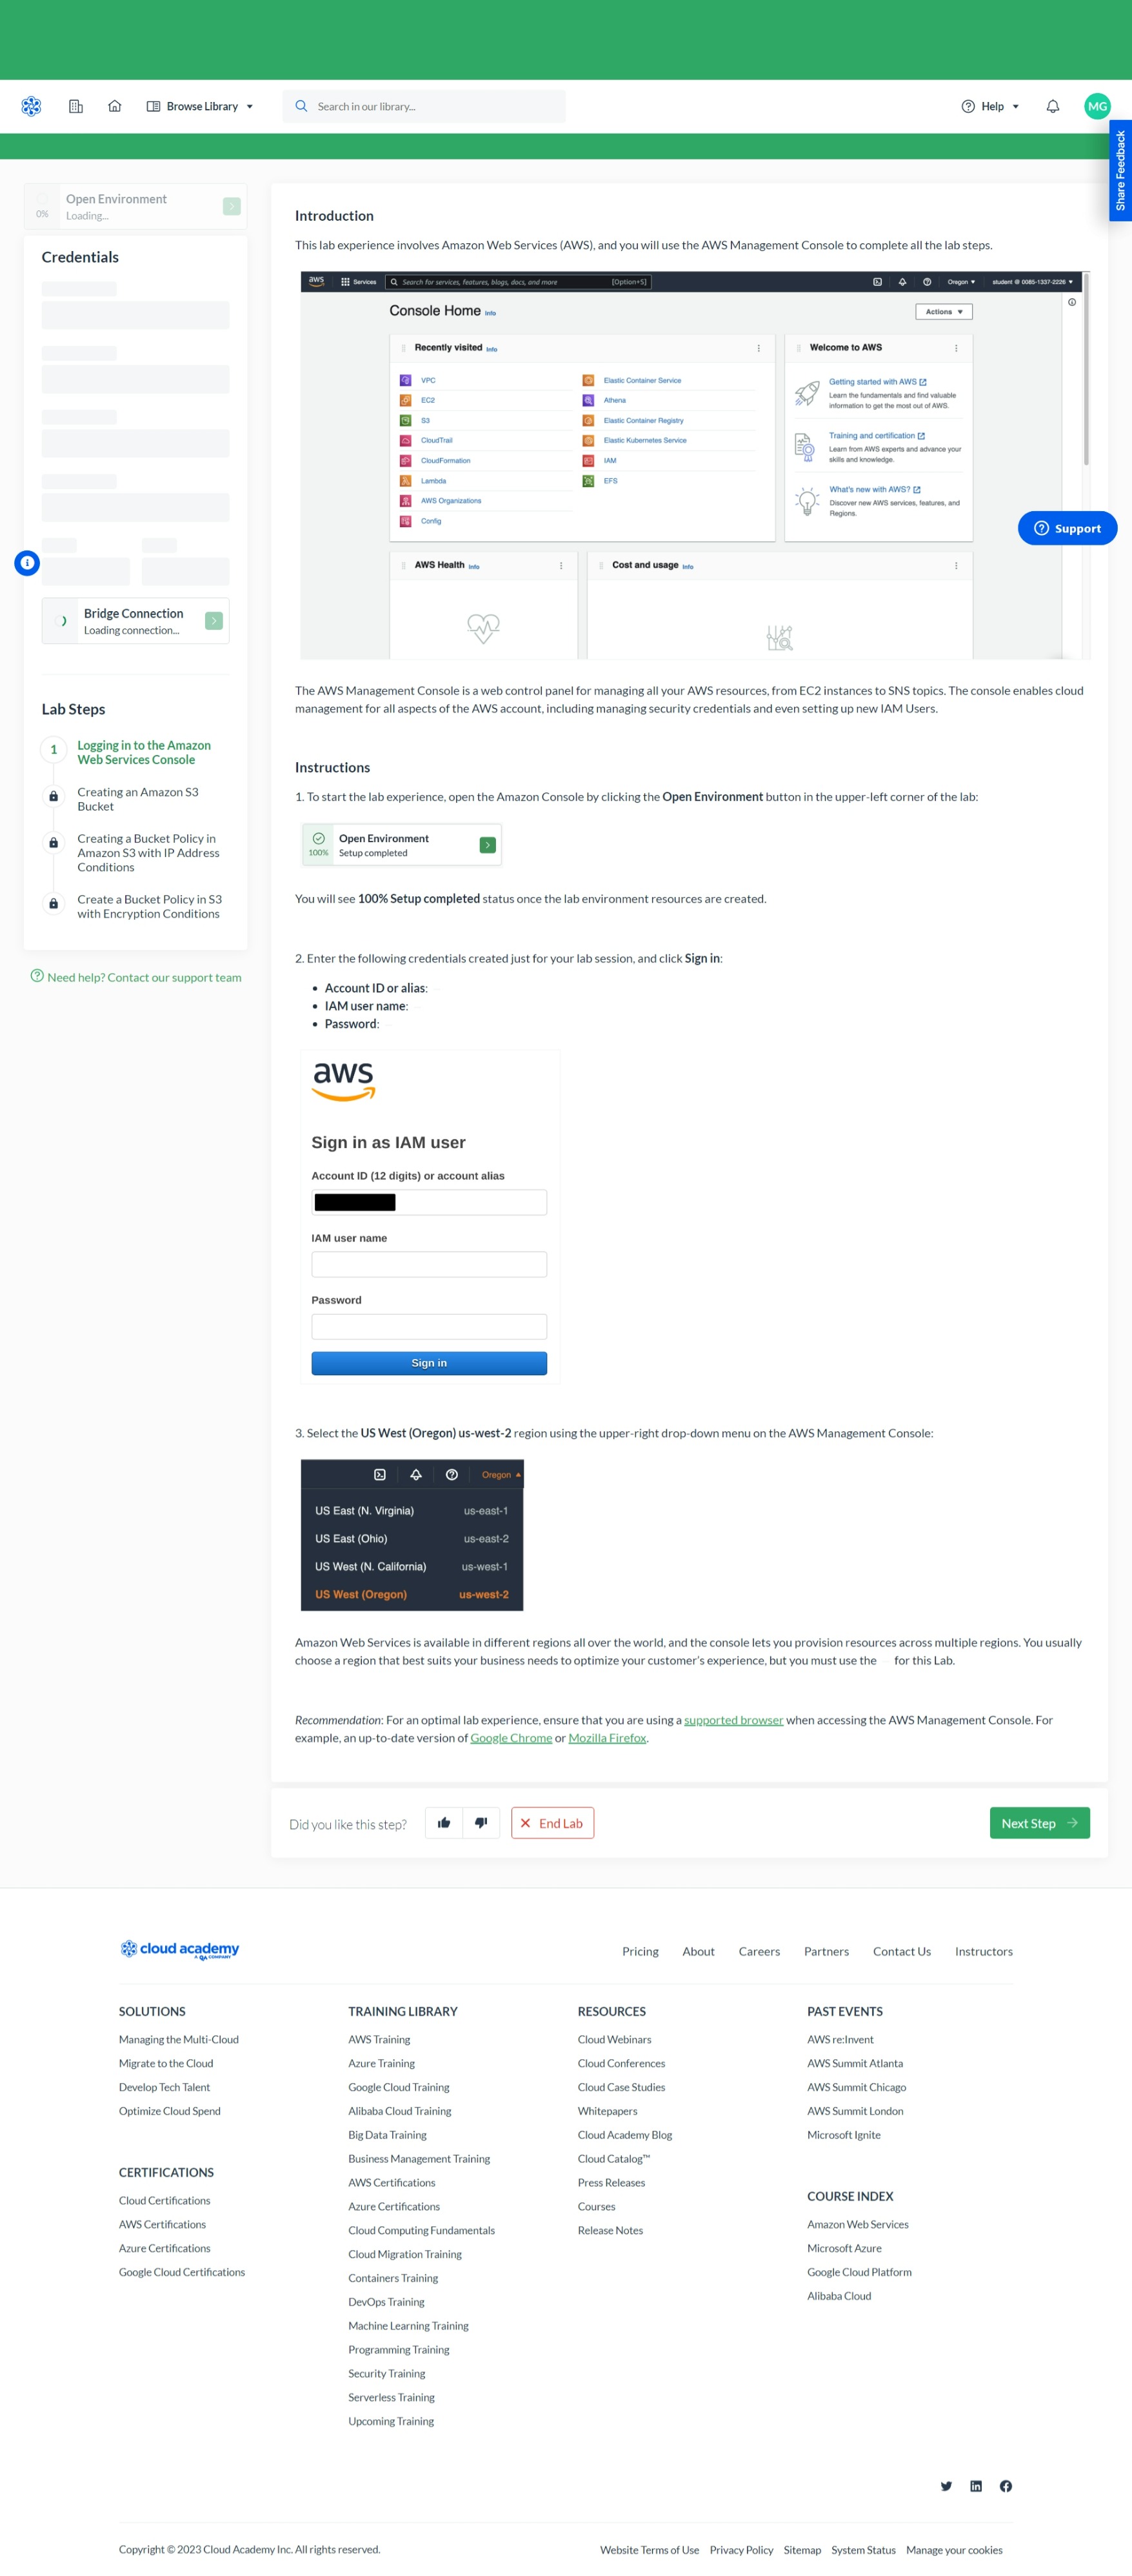 Browse Library
Search in our library...
Help
MG
Share Feedback
Open Environment
0%
Loading...
Credentials
Bridge Connection
Loading connection...
Lab Steps
1
Logging in to the Amazon
Web Services Console
Creating an Amazon S3
Bucket
Creating a Bucket Policy in
Amazon S3 with IP Address
Conditions
Create a Bucket Policy in S3
with Encryption Conditions
Need help? Contact our support team
Introduction
This lab experience involves Amazon Web Services (AWS), and you will use the AWS Management Console to complete all the lab steps.
aws
Services
Search for services, features, blogs, docs, and more
[Option+S]
Oregon
student @ 0085-1337-2226
Console Home Info
Actions
Recently visited Info
VPC
EC2
S3
CloudTrail
CloudFormation
Lambda
AWS Organizations
Config
Elastic Container Service
Athena
Elastic Container Registry
Elastic Kubernetes Service
IAM
EFS
Welcome to AWS
Getting started with AWS
Learn the fundamentals and find valuable
information to get the most out of AWS.
Training and certification
Learn from AWS experts and advance your
skills and knowledge.
What's new with AWS?
Discover new AWS services, features, and
Regions.
Support
AWS Health Info
Cost and usage Info
The AWS Management Console is a web control panel for managing all your AWS resources, from EC2 instances to SNS topics. The console enables cloud
management for all aspects of the AWS account, including managing security credentials and even setting up new IAM Users.
Instructions
1. To start the lab experience, open the Amazon Console by clicking the Open Environment button in the upper-left corner of the lab:
Open Environment
100%
Setup completed
You will see 100% Setup completed status once the lab environment resources are created.
2. Enter the following credentials created just for your lab session, and click Sign in:
• Account ID or alias:
• IAM user name:
• Password:
aws
Sign in as IAM user
Account ID (12 digits) or account alias
IAM user name
Password
Sign in
3. Select the US West (Oregon) us-west-2 region using the upper-right drop-down menu on the AWS Management Console:
Oregon
US East (N. Virginia) us-east-1
US East (Ohio) us-east-2
US West (N. California) us-west-1
US West (Oregon) us-west-2
Amazon Web Services is available in different regions all over the world, and the console lets you provision resources across multiple regions. You usually
choose a region that best suits your business needs to optimize your customer's experience, but you must use the for this Lab.
Recommendation: For an optimal lab experience, ensure that you are using a supported browser when accessing the AWS Management Console. For
example, an up-to-date version of Google Chrome or Mozilla Firefox.
Did you like this step?
End Lab
Next Step
cloud academy
A QA COMPANY
Pricing
About
Careers
Partners
Contact Us
Instructors
SOLUTIONS
Managing the Multi-Cloud
Migrate to the Cloud
Develop Tech Talent
Optimize Cloud Spend
CERTIFICATIONS
Cloud Certifications
AWS Certifications
Azure Certifications
Google Cloud Certifications
TRAINING LIBRARY
AWS Training
Azure Training
Google Cloud Training
Alibaba Cloud Training
Big Data Training
Business Management Training
AWS Certifications
Azure Certifications
Cloud Computing Fundamentals
Cloud Migration Training
Containers Training
DevOps Training
Machine Learning Training
Programming Training
Security Training
Serverless Training
Upcoming Training
RESOURCES
Cloud Webinars
Cloud Conferences
Cloud Case Studies
Whitepapers
Cloud Academy Blog
Cloud Catalog™
Press Releases
Courses
Release Notes
PAST EVENTS
AWS re:Invent
AWS Summit Atlanta
AWS Summit Chicago
AWS Summit London
Microsoft Ignite
COURSE INDEX
Amazon Web Services
Microsoft Azure
Google Cloud Platform
Alibaba Cloud
Copyright © 2023 Cloud Academy Inc. All rights reserved.
Website Terms of Use
Privacy Policy
Sitemap
System Status
Manage your cookies